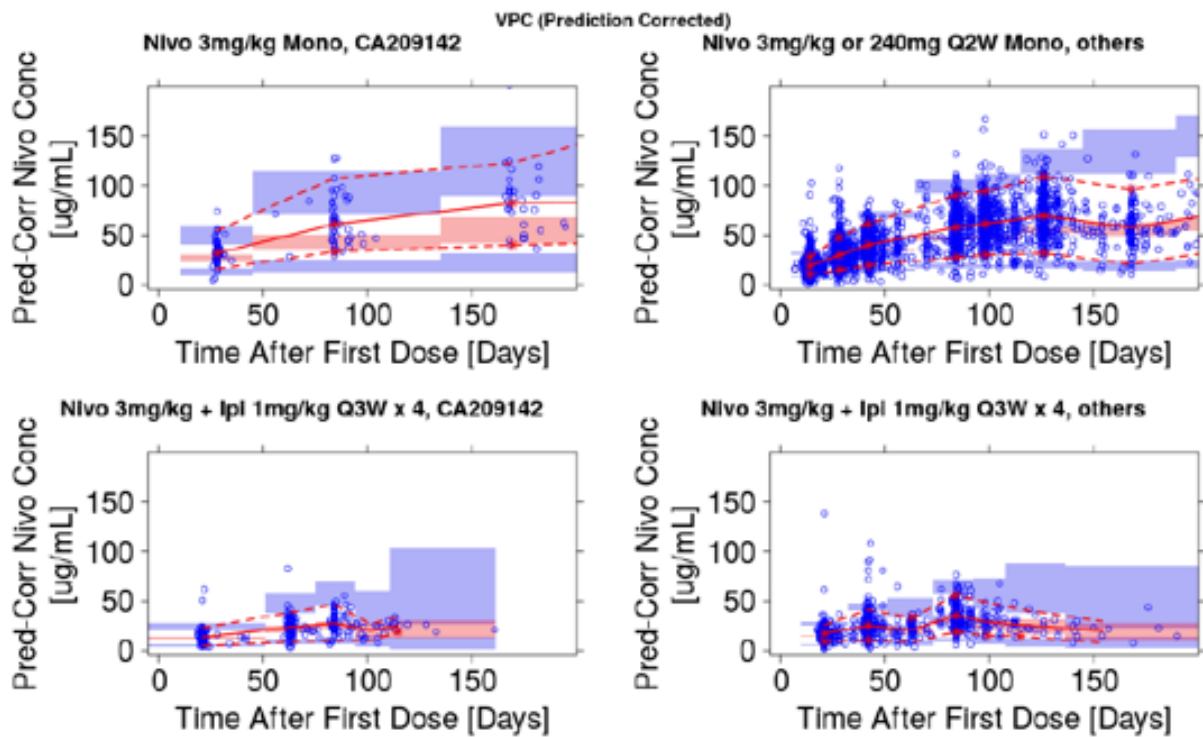 VPC (Prediction Corrected)
Nivo 3mg/kg Mono, CA209142
Pred-Corr Nivo Conc
[ug/mL]
150
100
50
0
0 50 100 150
Time After First Dose [Days]
Nivo 3mg/kg or 240mg Q2W Mono, others
Pred-Corr Nivo Conc
[ug/mL]
150
100
50
0
0 50 100 150
Time After First Dose [Days]
Nivo 3mg/kg + Ipi 1mg/kg Q3W x 4, CA209142
Pred-Corr Nivo Conc
[ug/mL]
150
100
50
0
0 50 100 150
Time After First Dose [Days]
Nivo 3mg/kg + Ipi 1mg/kg Q3W x 4, others
Pred-Corr Nivo Conc
[ug/mL]
150
100
50
0
0 50 100 150
Time After First Dose [Days]